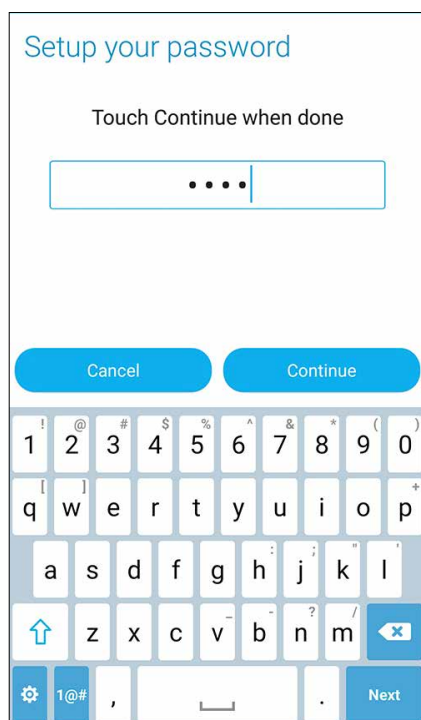 Setup your password
Touch Continue when done
••••
Cancel Continue
! @ # $ % ^ & * ( )
1 2 3 4 5 6 7 8 9 0
[ ] +
q w e r t y u i o p
: ; " '
a s d f g h j k l
_ - ? /
z x c v b n m
1@# , . Next